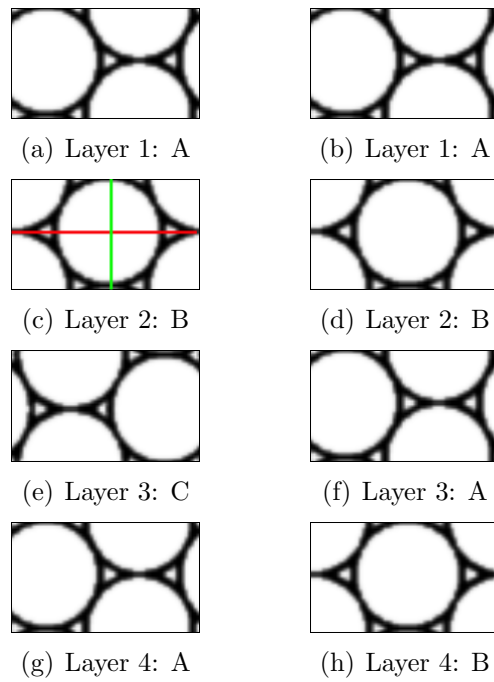 (a) Layer 1: A
(b) Layer 1: A
(c) Layer 2: B
(d) Layer 2: B
(e) Layer 3: C
(f) Layer 3: A
(g) Layer 4: A
(h) Layer 4: B